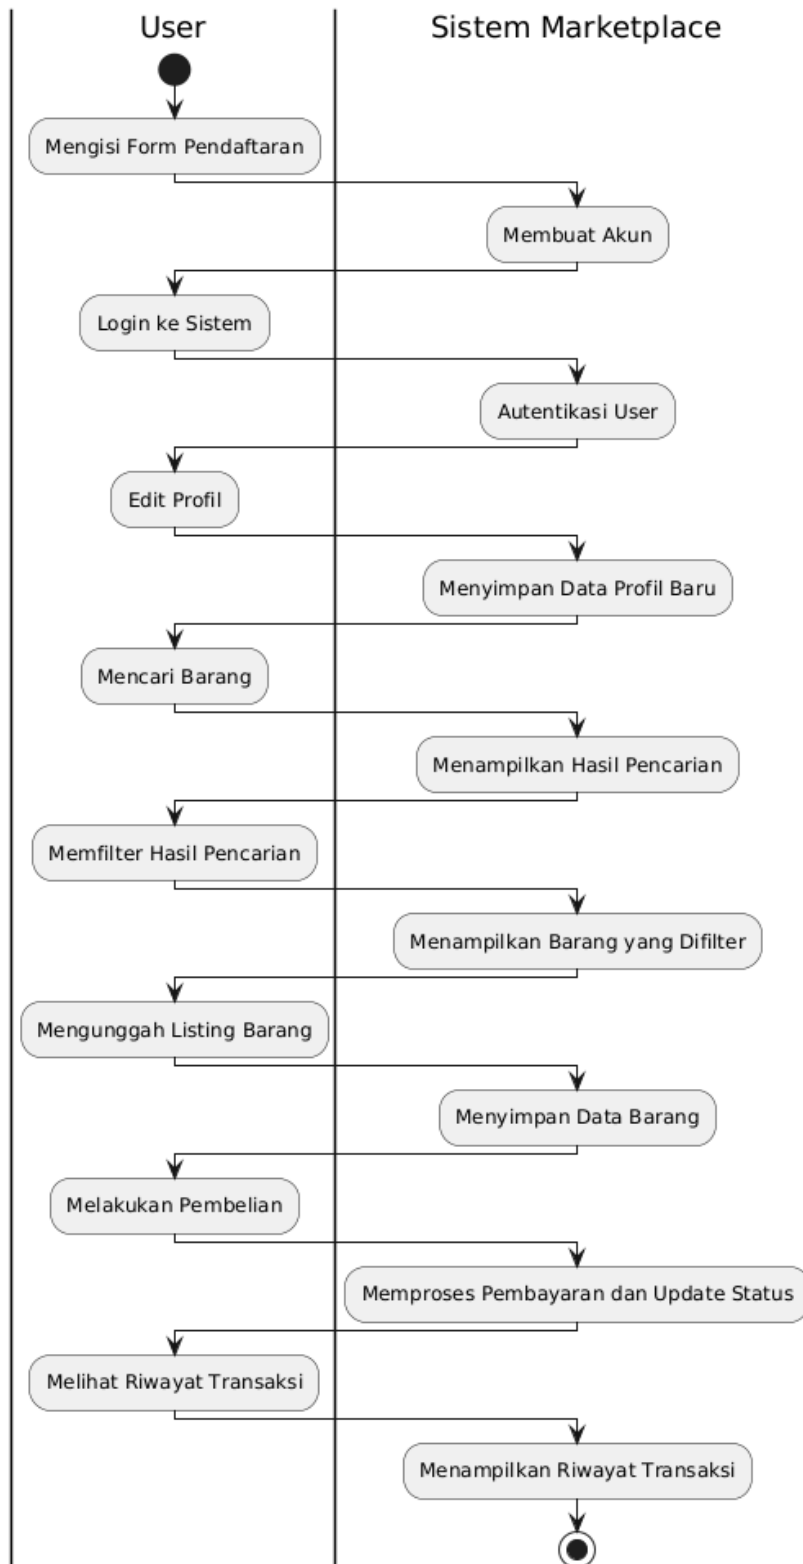 User
Sistem Marketplace
Mengisi Form Pendaftaran
Membuat Akun
Login ke Sistem
Autentikasi User
Edit Profil
Menyimpan Data Profil Baru
Mencari Barang
Menampilkan Hasil Pencarian
Memfilter Hasil Pencarian
Menampilkan Barang yang Difilter
Mengunggah Listing Barang
Menyimpan Data Barang
Melakukan Pembelian
Memproses Pembayaran dan Update Status
Melihat Riwayat Transaksi
Menampilkan Riwayat Transaksi